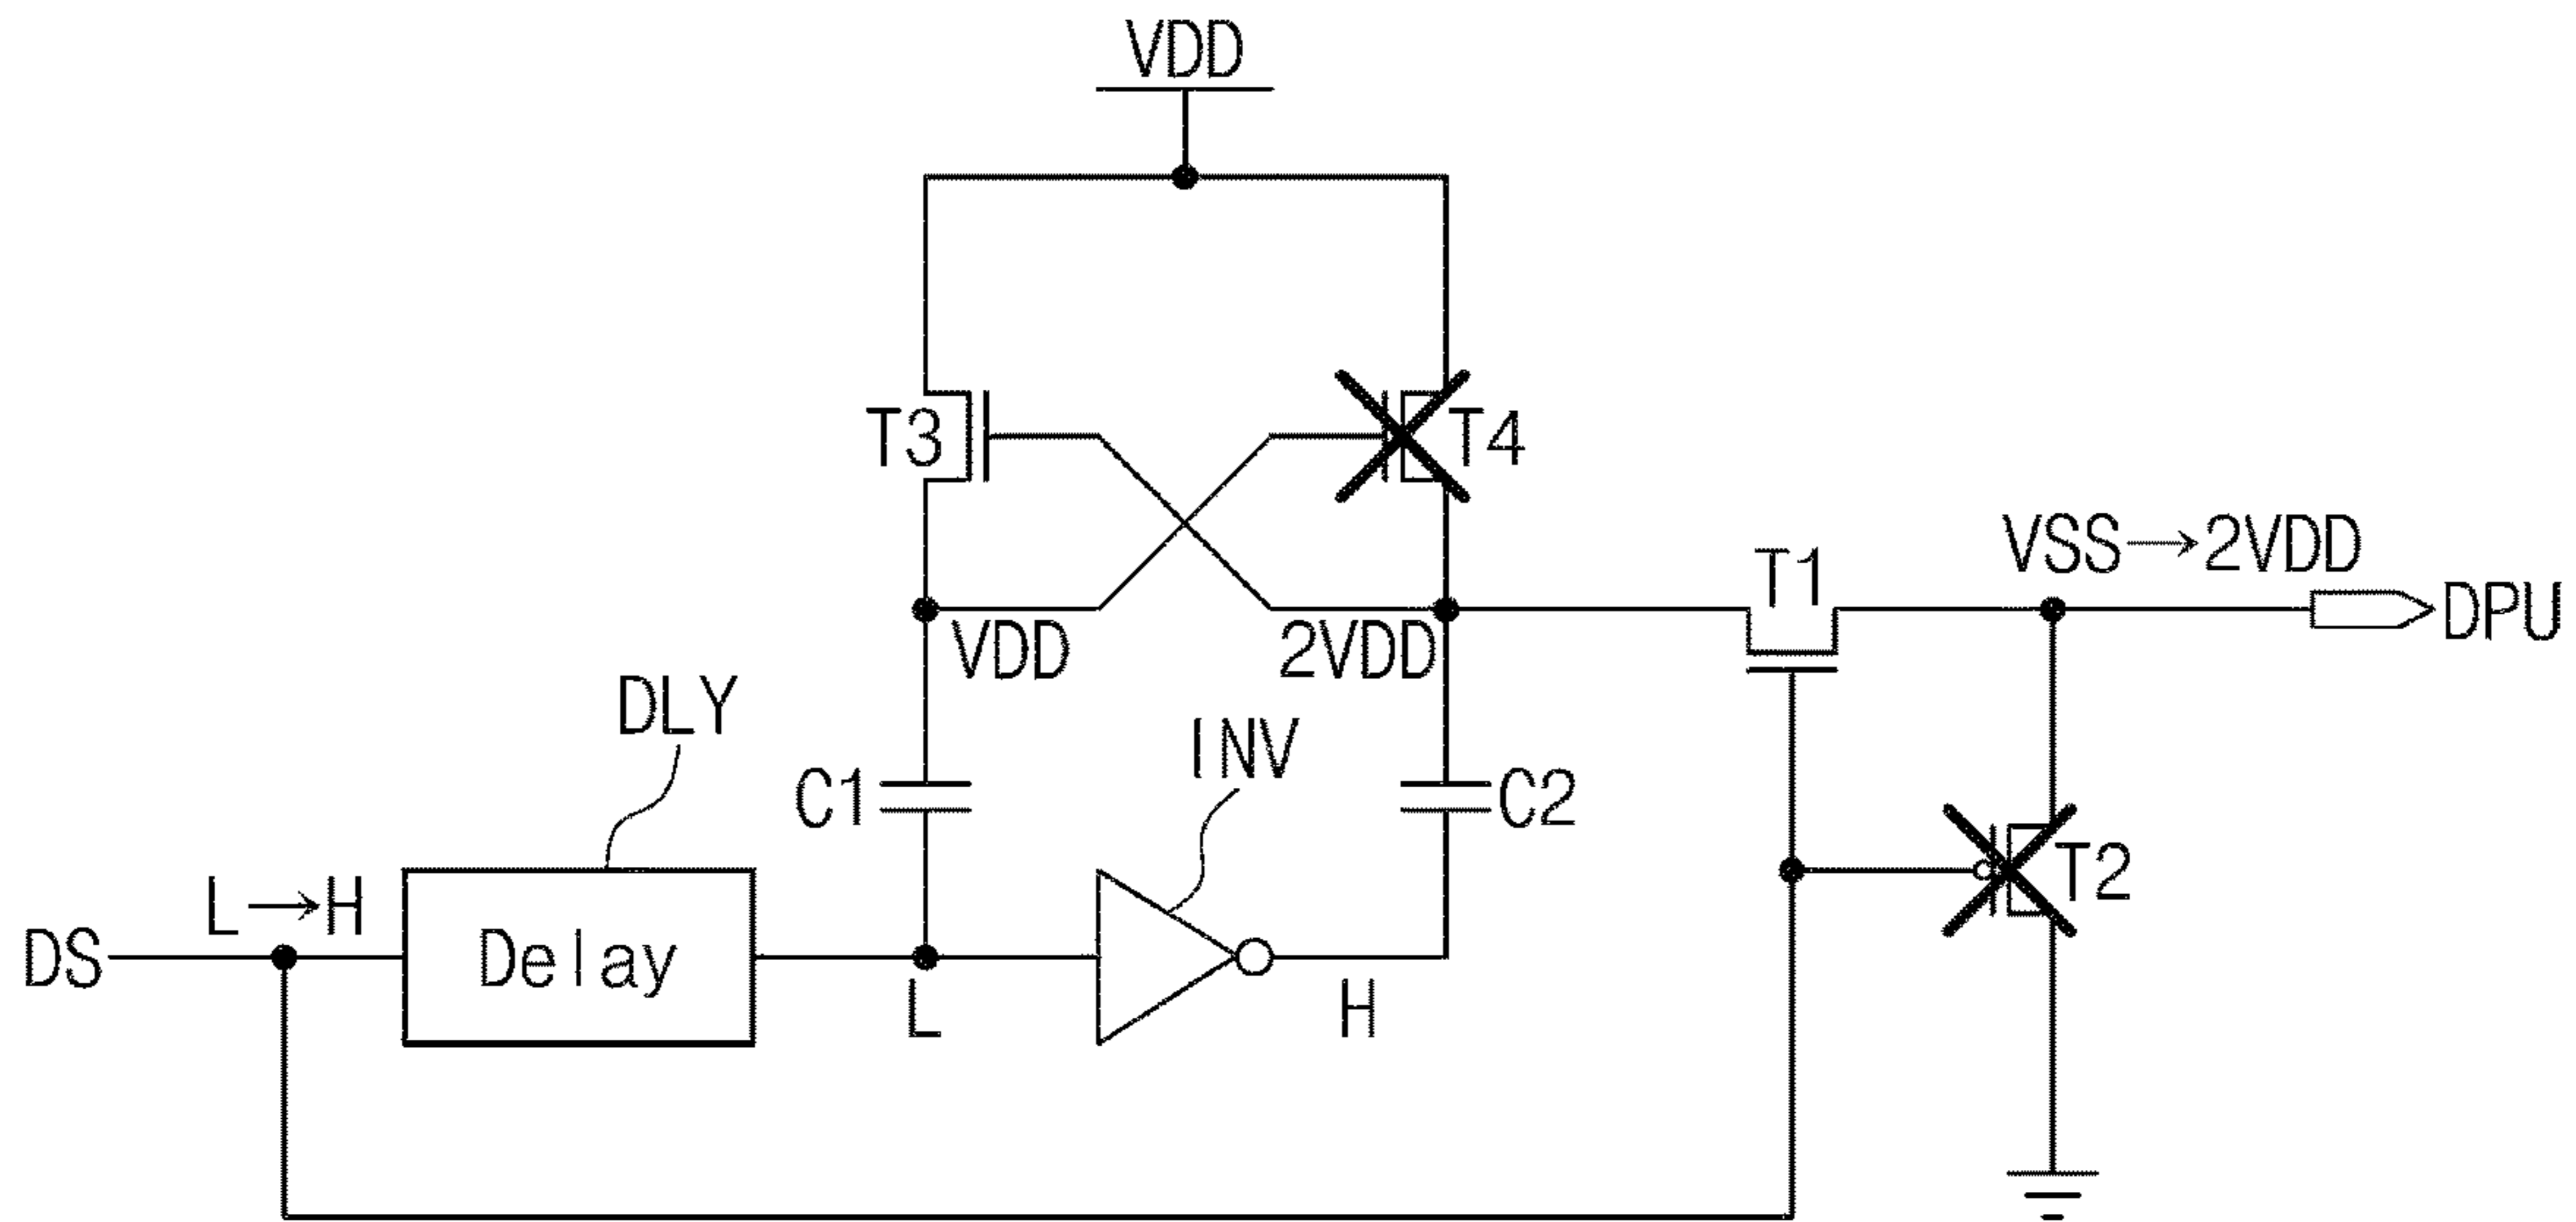 VDD
T3
T4
VSS→2VDD
T1
DPU
VDD
2VDD
DLY
INV
C1
C2
T2
L→H
DS
Delay
L
H